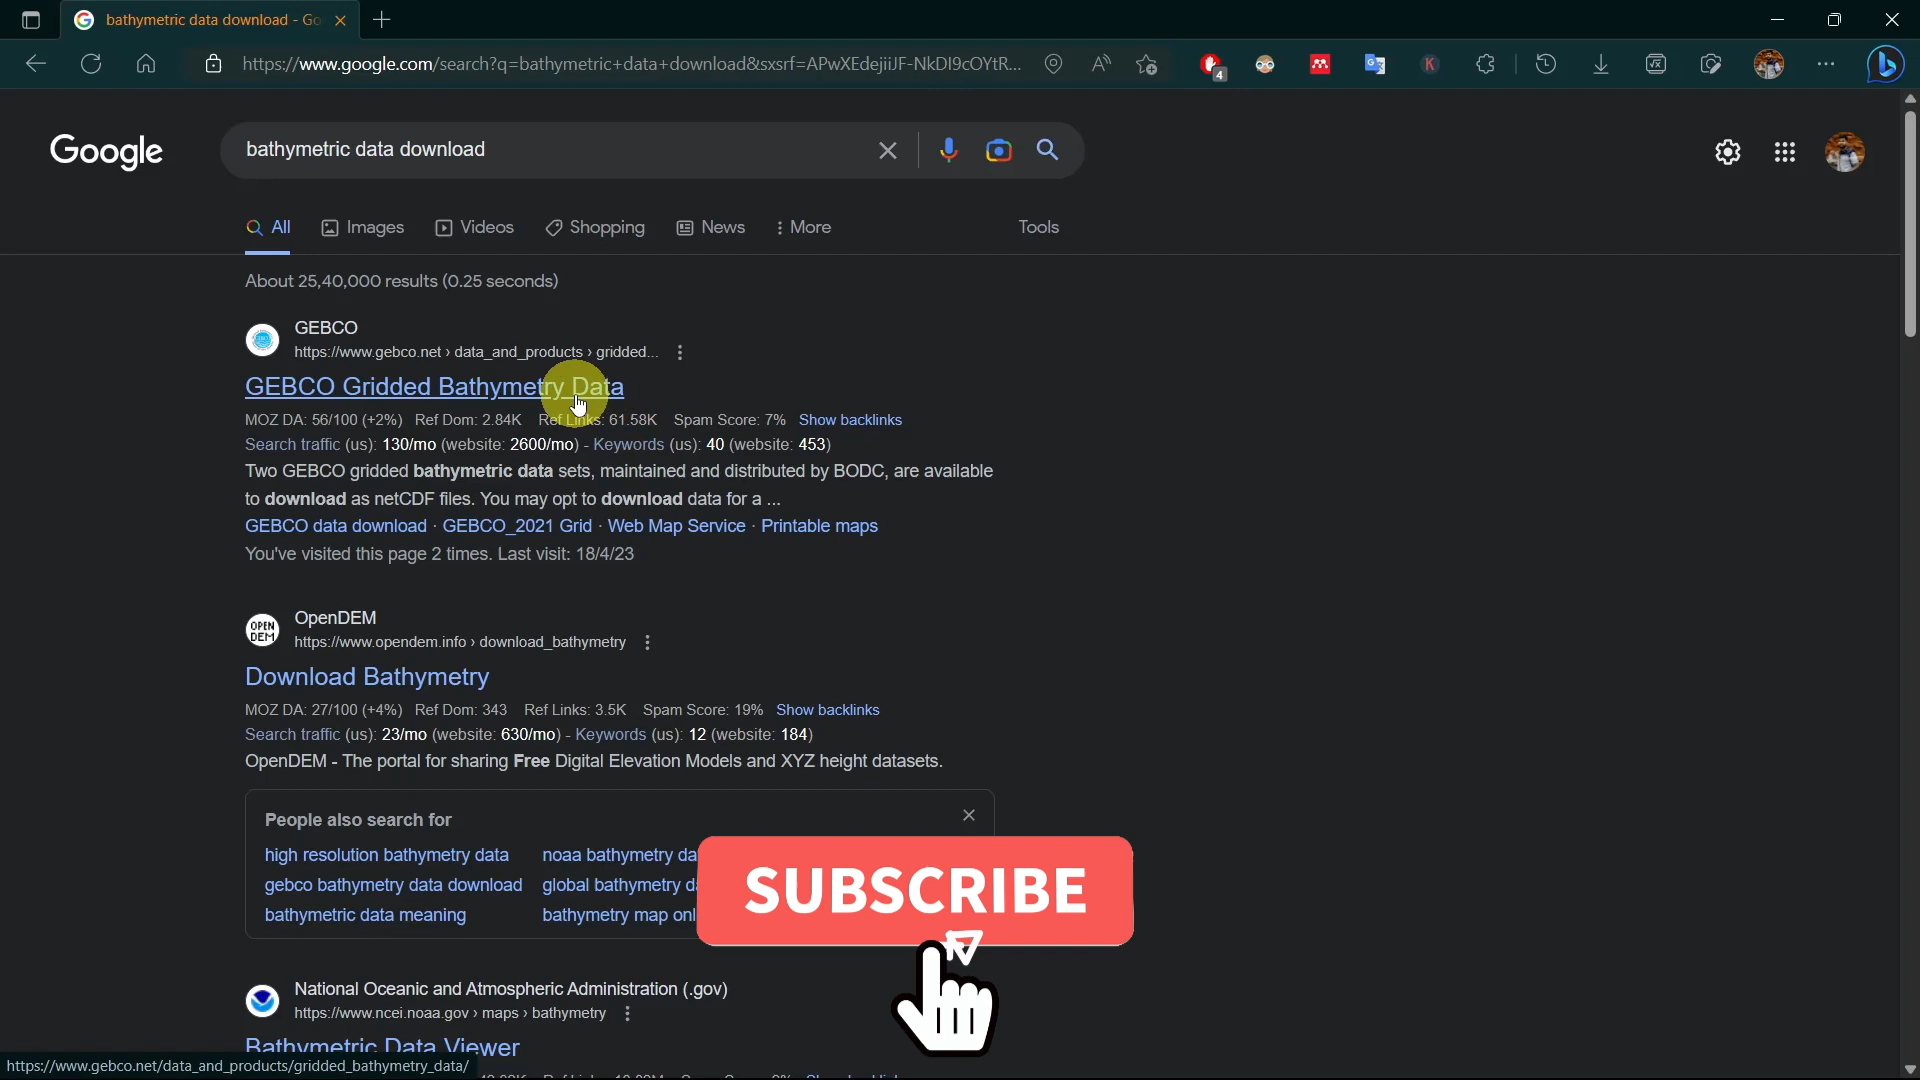 bathymetric data download - Go
https://www.google.com/search?q=bathymetric+data+download&sxsrf=APwXEdejiiJF-NkDI9cOYtR...
4
K
Google
bathymetric data download
All Images Videos Shopping News More Tools
About 25,40,000 results (0.25 seconds)
GEBCO
https://www.gebco.net › data_and_products › gridded...
GEBCO Gridded Bathymetry Data
MOZ DA: 56/100 (+2%) Ref Dom: 2.84K Ref Links: 61.58K Spam Score: 7% Show backlinks
Search traffic (us): 130/mo (website: 2600/mo) - Keywords (us): 40 (website: 453)
Two GEBCO gridded bathymetric data sets, maintained and distributed by BODC, are available
to download as netCDF files. You may opt to download data for a ...
GEBCO data download · GEBCO_2021 Grid · Web Map Service · Printable maps
You've visited this page 2 times. Last visit: 18/4/23
OPEN
DEM
OpenDEM
https://www.opendem.info › download_bathymetry
Download Bathymetry
MOZ DA: 27/100 (+4%) Ref Dom: 343 Ref Links: 3.5K Spam Score: 19% Show backlinks
Search traffic (us): 23/mo (website: 630/mo) - Keywords (us): 12 (website: 184)
OpenDEM - The portal for sharing Free Digital Elevation Models and XYZ height datasets.
People also search for
high resolution bathymetry data noaa bathymetry da
gebco bathymetry data download global bathymetry d
bathymetric data meaning bathymetry map onl
SUBSCRIBE
National Oceanic and Atmospheric Administration (.gov)
https://www.ncei.noaa.gov › maps › bathymetry
Bathymetric Data Viewer
https://www.gebco.net/data_and_products/gridded_bathymetry_data/